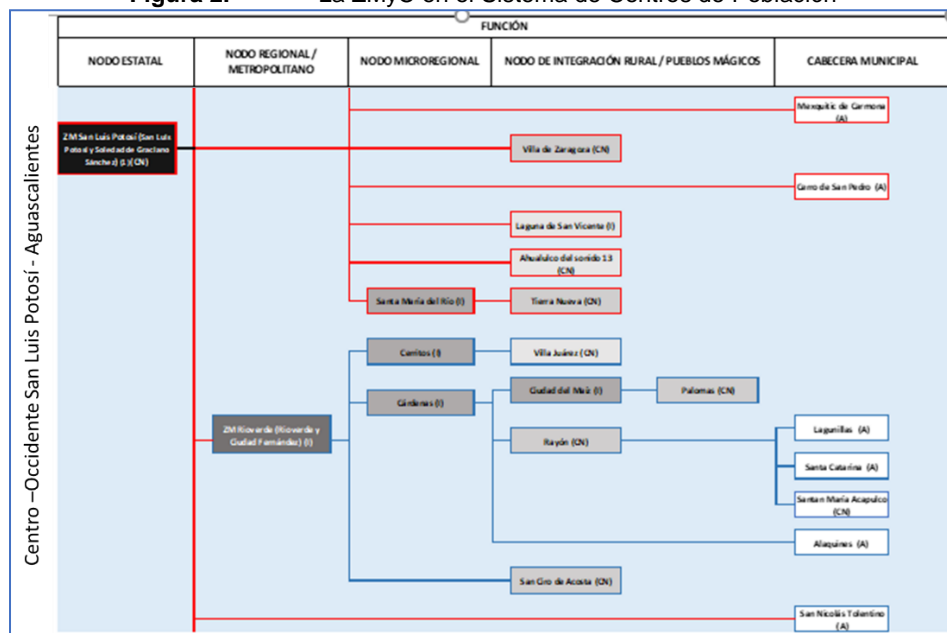 Figura 2. La ZMyC en el Sistema de Centros de Población
FUNCIÓN
NODO ESTATAL
NODO REGIONAL /
METROPOLITANO
NODO MICROREGIONAL
NODO DE INTEGRACIÓN RURAL / PUEBLOS MÁGICOS
CABECERA MUNICIPAL
Centro –Occidente San Luis Potosí - Aguascalientes
Mexquitic de Carmona
(A)
ZM San Luis Potosí (San Luis
Potosí y Soledad de Graciano
Sánchez) (L)(CN)
Villa de Zaragoza (CN)
Cerro de San Pedro (A)
Laguna de San Vicente (I)
Ahualulco del sonido 13
(CN)
Santa María del Río (I)
Tierra Nueva (CN)
Cerritos (I)
Villa Juárez (CN)
Cárdenas (I)
Ciudad del Maíz (I)
Palomas (CN)
ZM Rioverde (Rioverde y
Ciudad Fernández) (I)
Rayón (CN)
Lagunillas (A)
Santa Catarina (A)
Santan María Acapulco
(CN)
Alaquines (A)
San Ciro de Acosta (CN)
San Nicolás Tolentino
(A)